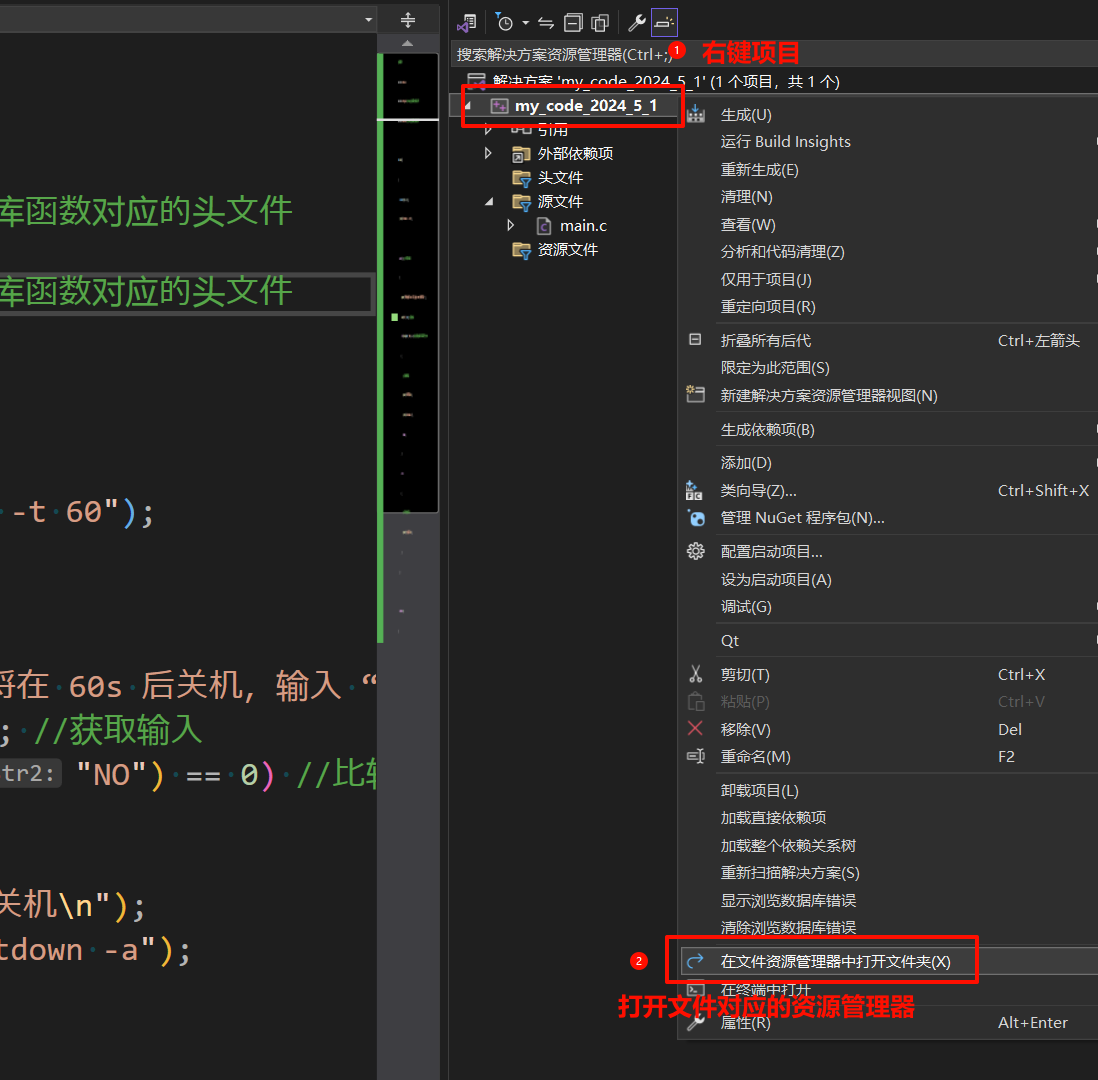 搜索解决方案资源管理器(Ctrl+;)
1
右键项目
解决方案 'my_code_2024_5_1' (1 个项目，共 1 个)
my_code_2024_5_1
引用
外部依赖项
头文件
源文件
main.c
资源文件
库函数对应的头文件
库函数对应的头文件
-t 60");
将在 60s 后关机，输入 “
; //获取输入
tr2: "NO") == 0) //比较
关机\n");
tdown -a");
生成(U)
运行 Build Insights
重新生成(E)
清理(N)
查看(W)
分析和代码清理(Z)
仅用于项目(J)
重定向项目(R)
折叠所有后代 Ctrl+左箭头
限定为此范围(S)
新建解决方案资源管理器视图(N)
生成依赖项(B)
添加(D)
类向导(Z)... Ctrl+Shift+X
管理 NuGet 程序包(N)...
配置启动项目...
设为启动项目(A)
调试(G)
Qt
剪切(T) Ctrl+X
粘贴(P) Ctrl+V
移除(V) Del
重命名(M) F2
卸载项目(L)
加载直接依赖项
加载整个依赖关系树
重新扫描解决方案(S)
显示浏览数据库错误
清除浏览数据库错误
2
在文件资源管理器中打开文件夹(X)
在终端中打开
打开文件对应的资源管理器
属性(R) Alt+Enter